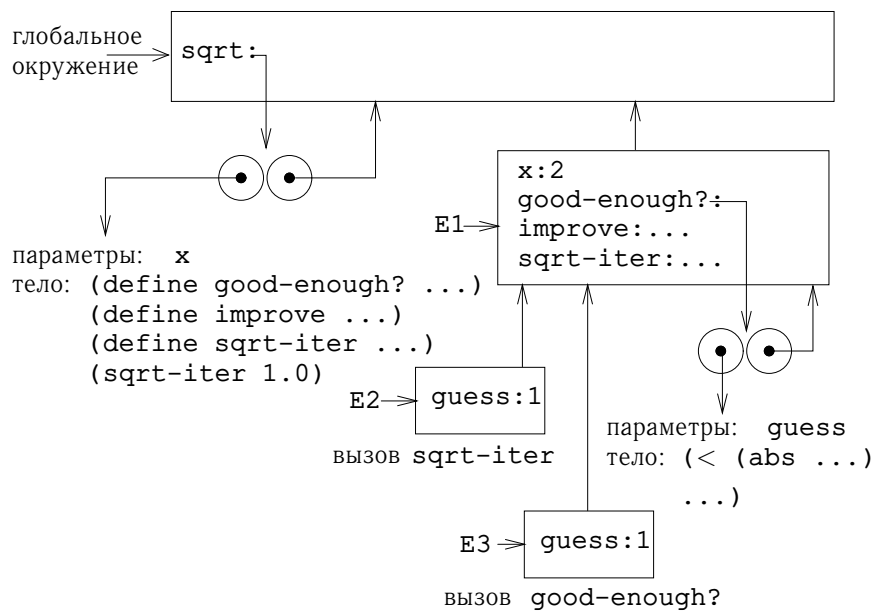 глобальное
окружение
sqrt:
x:2
good-enough?:
E1
improve:...
sqrt-iter:...
параметры: x
тело: (define good-enough? ...)
(define improve ...)
(define sqrt-iter ...)
(sqrt-iter 1.0)
E2
guess:1
вызов sqrt-iter
параметры: guess
тело: (< (abs ...)
...)
E3
guess:1
вызов good-enough?